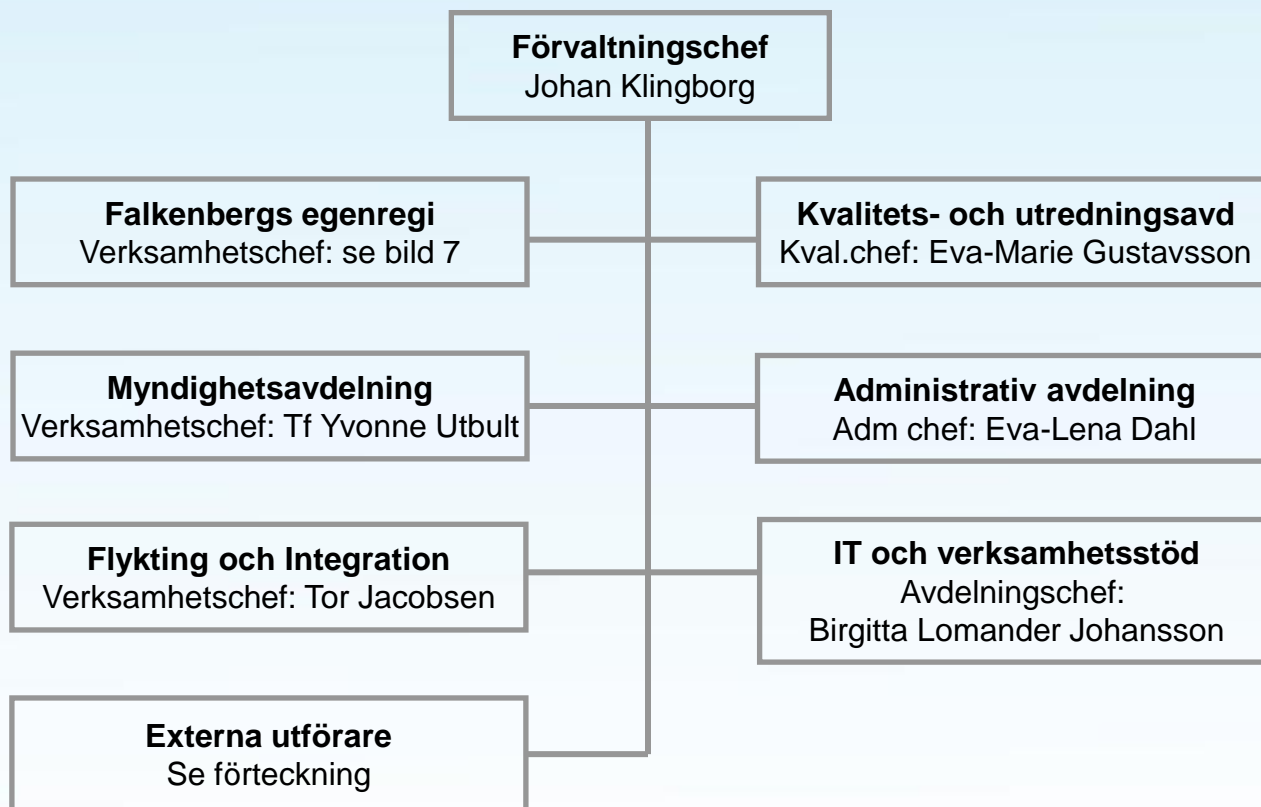 Förvaltningschef
Johan Klingborg
Falkenbergs egenregi
Verksamhetschef: se bild 7
Kvalitets- och utredningsavd
Kval.chef: Eva-Marie Gustavsson
Myndighetsavdelning
Verksamhetschef: Tf Yvonne Utbult
Administrativ avdelning
Adm chef: Eva-Lena Dahl
Flykting och Integration
Verksamhetschef: Tor Jacobsen
IT och verksamhetsstöd
Avdelningschef:
Birgitta Lomander Johansson
Externa utförare
Se förteckning